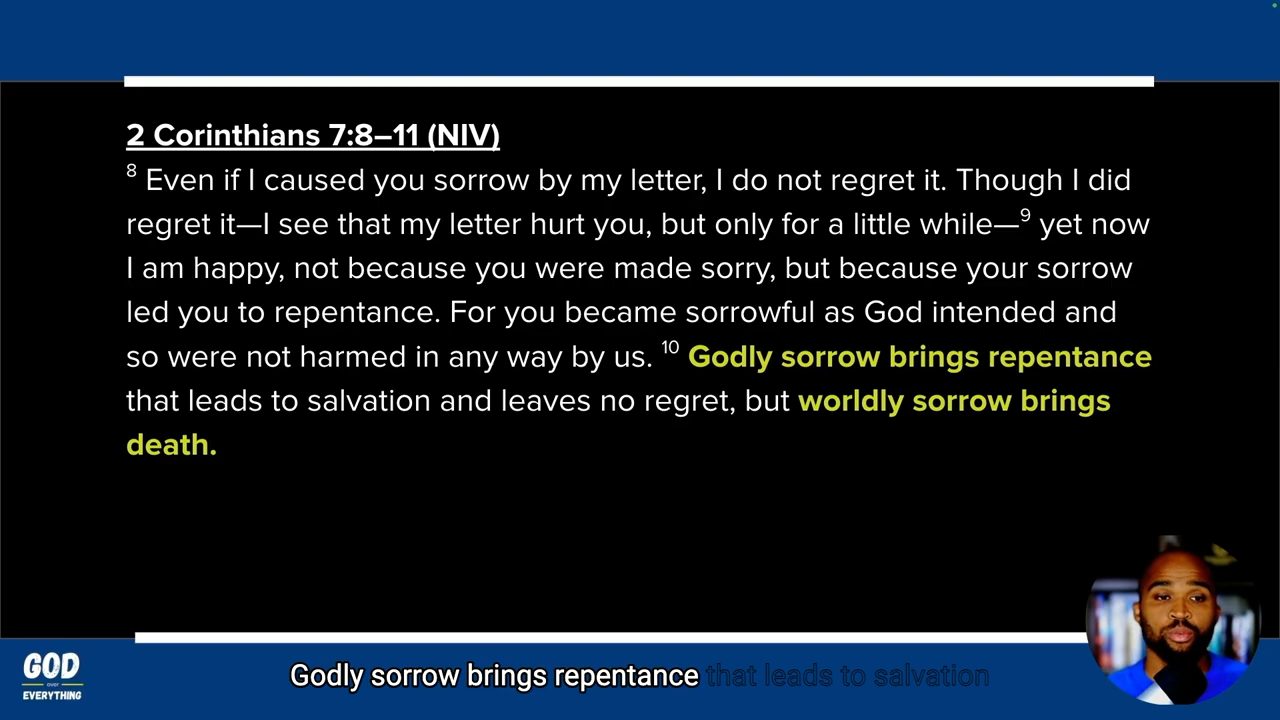 2 Corinthians 7:8–11 (NIV)
8 Even if I caused you sorrow by my letter, I do not regret it. Though I did
regret it—I see that my letter hurt you, but only for a little while—9 yet now
I am happy, not because you were made sorry, but because your sorrow
led you to repentance. For you became sorrowful as God intended and
so were not harmed in any way by us. 10 Godly sorrow brings repentance
that leads to salvation and leaves no regret, but worldly sorrow brings
death.
GOD
over
EVERYTHING
Godly sorrow brings repentance that leads to salvation